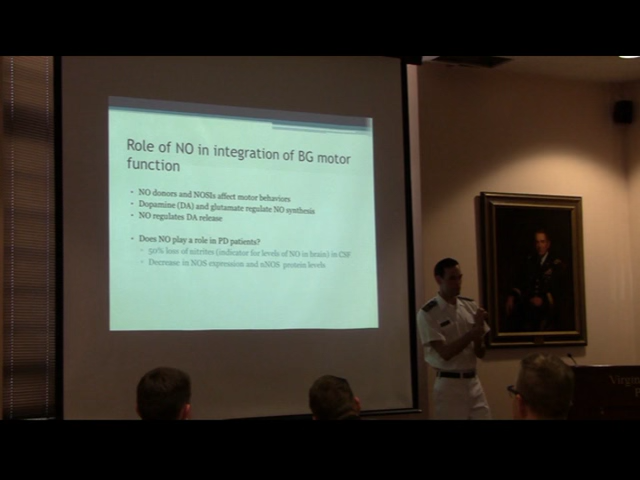 Role of NO in integration of BG motor
function
• NO donors and NOSIs affect motor behaviors
• Dopamine (DA) and glutamate regulate NO synthesis
• NO regulates DA release
• Does NO play a role in PD patients?
– 50% loss of nitrites (indicator for levels of NO in brain) in CSF
– Decrease in NOS expression and nNOS protein levels
Virginia